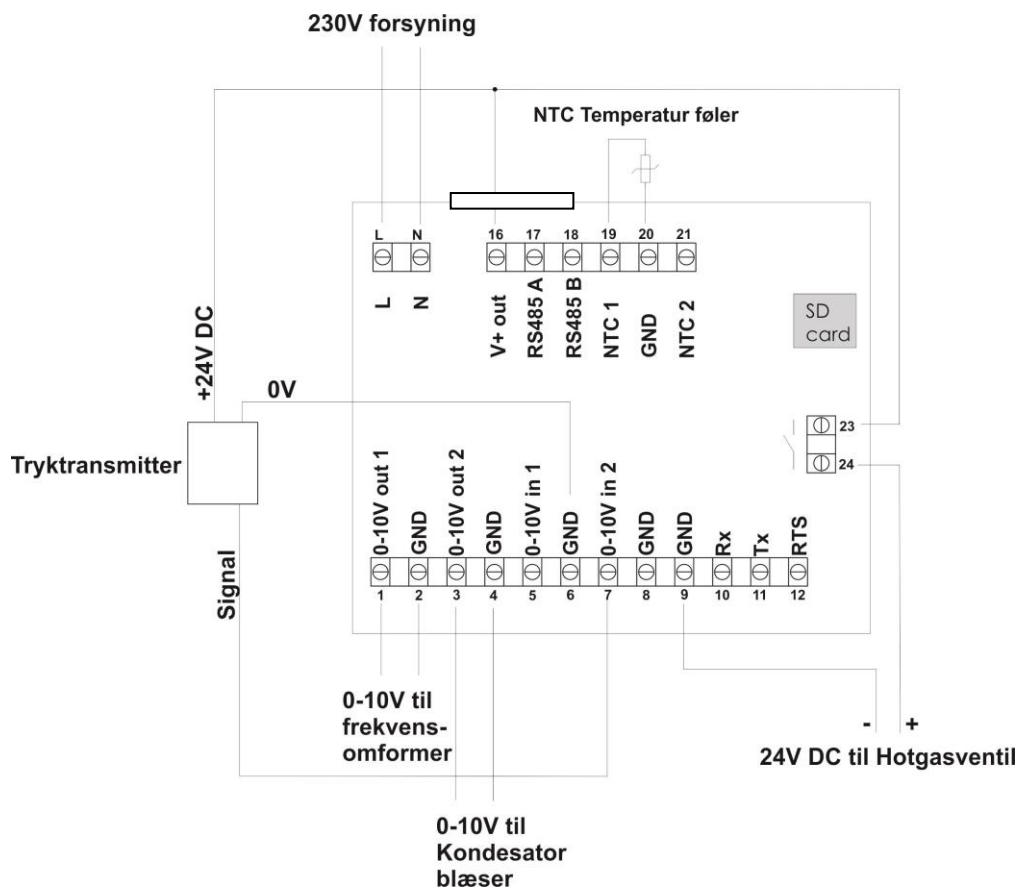 230V forsyning
NTC Temperatur føler
L N 16 17 18 19 20 21
L
N
V+ out
RS485 A
RS485 B
NTC 1
GND
NTC 2
SD
card
+24V DC
0V
Tryktransmitter
23
24
Signal
0-10V out 1
GND
0-10V out 2
GND
0-10V in 1
GND
0-10V in 2
GND
GND
Rx
Tx
RTS
1 2 3 4 5 6 7 8 9 10 11 12
0-10V til
frekvens-
omformer
- +
24V DC til Hotgasventil
0-10V til
Kondesator
blæser